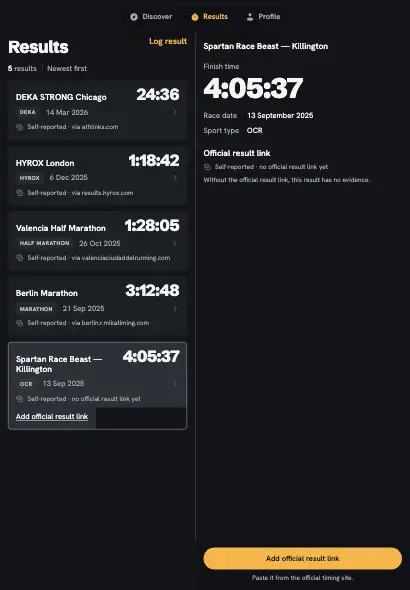 Discover
Results
Profile
Results
Log result
5 results
Newest first
DEKA STRONG Chicago
24:36
DEKA
14 Mar 2026
Self-reported · via athlinks.com
HYROX London
1:18:42
HYROX
6 Dec 2025
Self-reported · via results.hyrox.com
Valencia Half Marathon
1:28:05
HALF MARATHON
26 Oct 2025
Self-reported · via valenciaciudaddelrunning.com
Berlin Marathon
3:12:48
MARATHON
21 Sep 2025
Self-reported · via berlin.r.mikatiming.com
Spartan Race Beast —
Killington
4:05:37
OCR
13 Sep 2025
Self-reported · no official result link yet
Add official result link
Spartan Race Beast — Killington
Finish time
4:05:37
Race date 13 September 2025
Sport type OCR
Official result link
Self-reported · no official result link yet
Without the official result link, this result has no evidence.
Add official result link
Paste it from the official timing site.